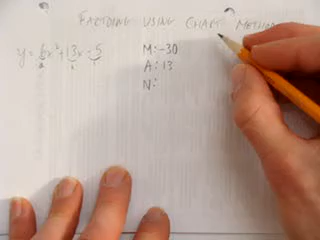 FACTORING USING CHART METHOD
y = 6x² + 13x - 5 M: -30
a b c A: 13
N: